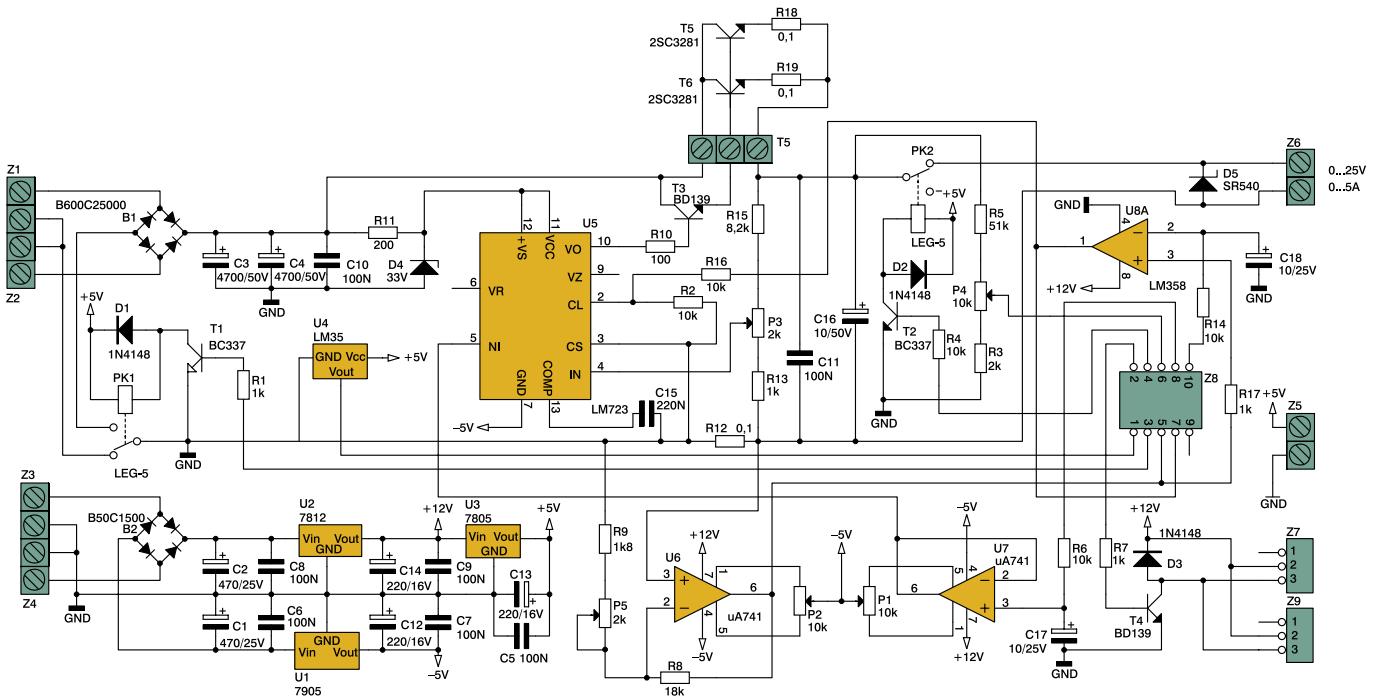 T5
2SC3281
R18
0,1
T6
2SC3281
R19
0,1
T5
Z1
B600C25000
B1
Z2
R11
200
C3
4700/50V
C4
4700/50V
C10
100N
GND
D4
33V
T3
BD139
R10
100
U5
12
11
+VS
VCC
VO
10
VZ
9
VR
6
CL
2
NI
5
CS
3
IN
4
GND
COMP
7
13
LM723
-5V
C15
220N
R16
10k
R2
10k
R15
8,2k
P3
2k
R13
1k
R12
0,1
C11
100N
C16
10/50V
PK2
+5V
LEG-5
D2
1N4148
T2
BC337
GND
R4
10k
R5
51k
P4
10k
R3
2k
Z6
0...25V
0...5A
D5
SR540
U8A
GND
4
1
2
3
8
+12V
LM358
C18
10/25V
R14
10k
R17
1k
Z8
2
4
6
8
10
1
3
5
7
9
+5V
Z5
GND
+5V
D1
1N4148
T1
BC337
PK1
LEG-5
GND
R1
1k
U4
LM35
GND
Vcc
Vout
+5V
Z3
B50C1500
B2
Z4
GND
U2
7812
Vin
Vout
GND
+12V
U3
7805
Vin
Vout
GND
+5V
C2
470/25V
C8
100N
C14
220/16V
C9
100N
C13
220/16V
C1
470/25V
C6
100N
C12
220/16V
C7
100N
C5
100N
GND
Vin
Vout
U1
7905
-5V
R9
1k8
P5
2k
R8
18k
U6
+12V
3
2
7
1
6
4
5
uA741
-5V
P2
10k
-5V
P1
10k
-5V
U7
uA741
5
4
2
6
3
1
7
+12V
R6
10k
R7
1k
C17
10/25V
GND
+12V
1N4148
D3
T4
BD139
Z7
1
2
3
Z9
1
2
3